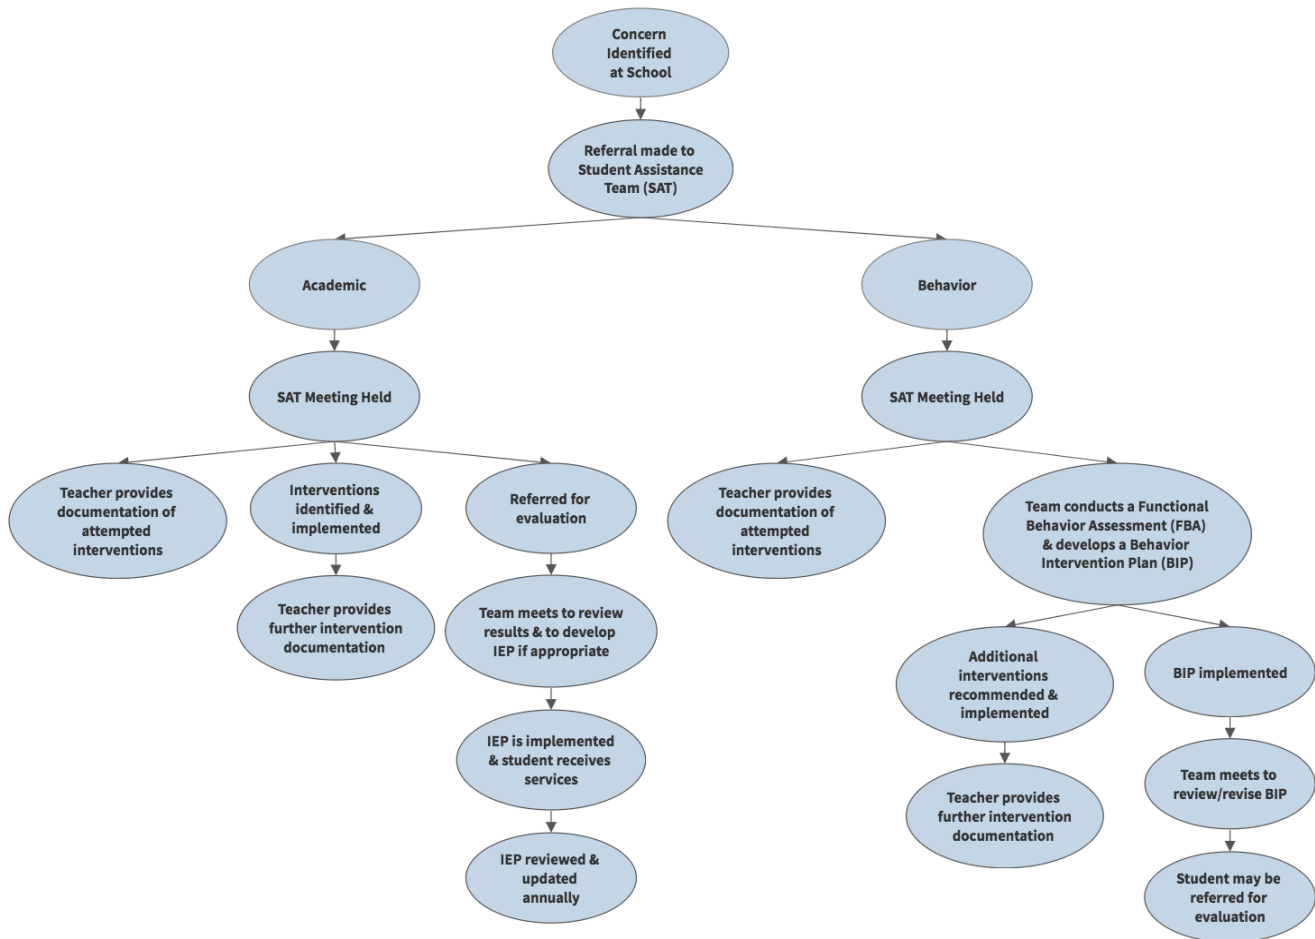 Concern
Identified
at School
Referral made to
Student Assistance
Team (SAT)
Academic
Behavior
SAT Meeting Held
SAT Meeting Held
Teacher provides
documentation of
attempted
interventions
Interventions
identified &
implemented
Referred for
evaluation
Teacher provides
documentation of
attempted
interventions
Team conducts a Functional
Behavior Assessment (FBA)
& develops a Behavior
Intervention Plan (BIP)
Teacher provides
further intervention
documentation
Team meets to review
results & to develop
IEP if appropriate
Additional
interventions
recommended &
implemented
BIP implemented
IEP is implemented
& student receives
services
Teacher provides
further intervention
documentation
Team meets to
review/revise BIP
IEP reviewed &
updated
annually
Student may be
referred for
evaluation